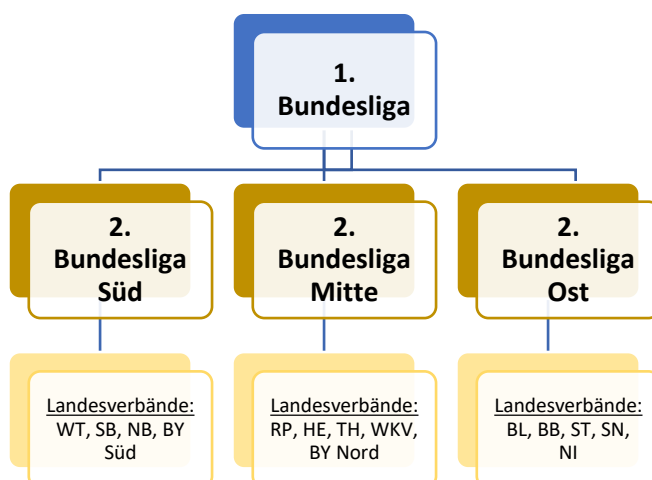 1.
Bundesliga
2.
Bundesliga
Süd
2.
Bundesliga
Mitte
2.
Bundesliga
Ost
Landesverbände:
WT, SB, NB, BY
Süd
Landesverbände:
RP, HE, TH, WKV,
BY Nord
Landesverbände:
BL, BB, ST, SN,
NI